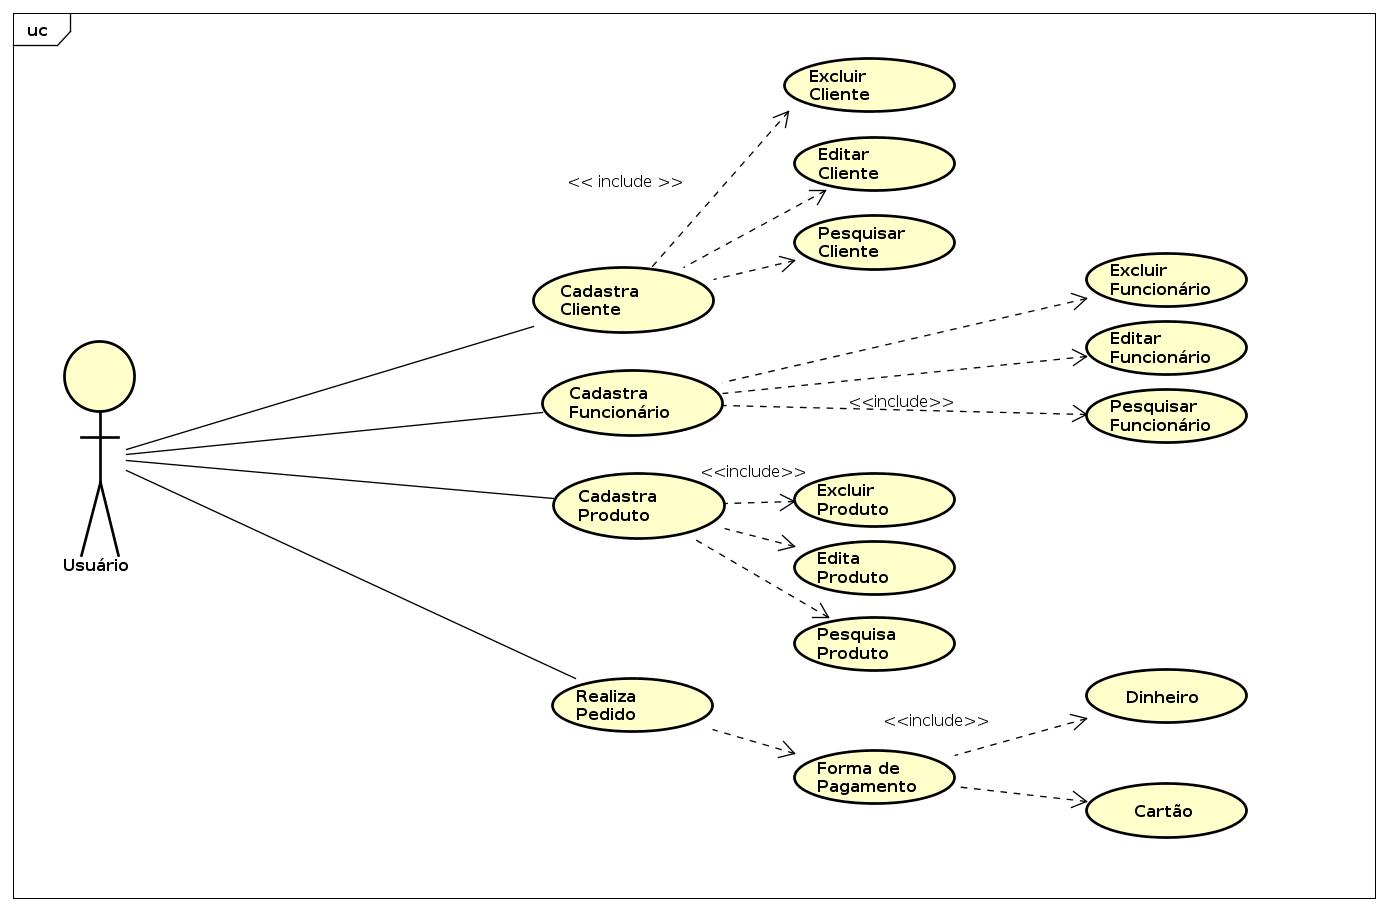 uc
Excluir
Cliente
Editar
Cliente
<< include >>
Pesquisar
Cliente
Cadastra
Cliente
Excluir
Funcionário
Editar
Funcionário
Cadastra
Funcionário
<<include>>
Pesquisar
Funcionário
<<include>>
Cadastra
Produto
Excluir
Produto
Usuário
Edita
Produto
Pesquisa
Produto
Realiza
Pedido
<<include>>
Dinheiro
Forma de
Pagamento
Cartão